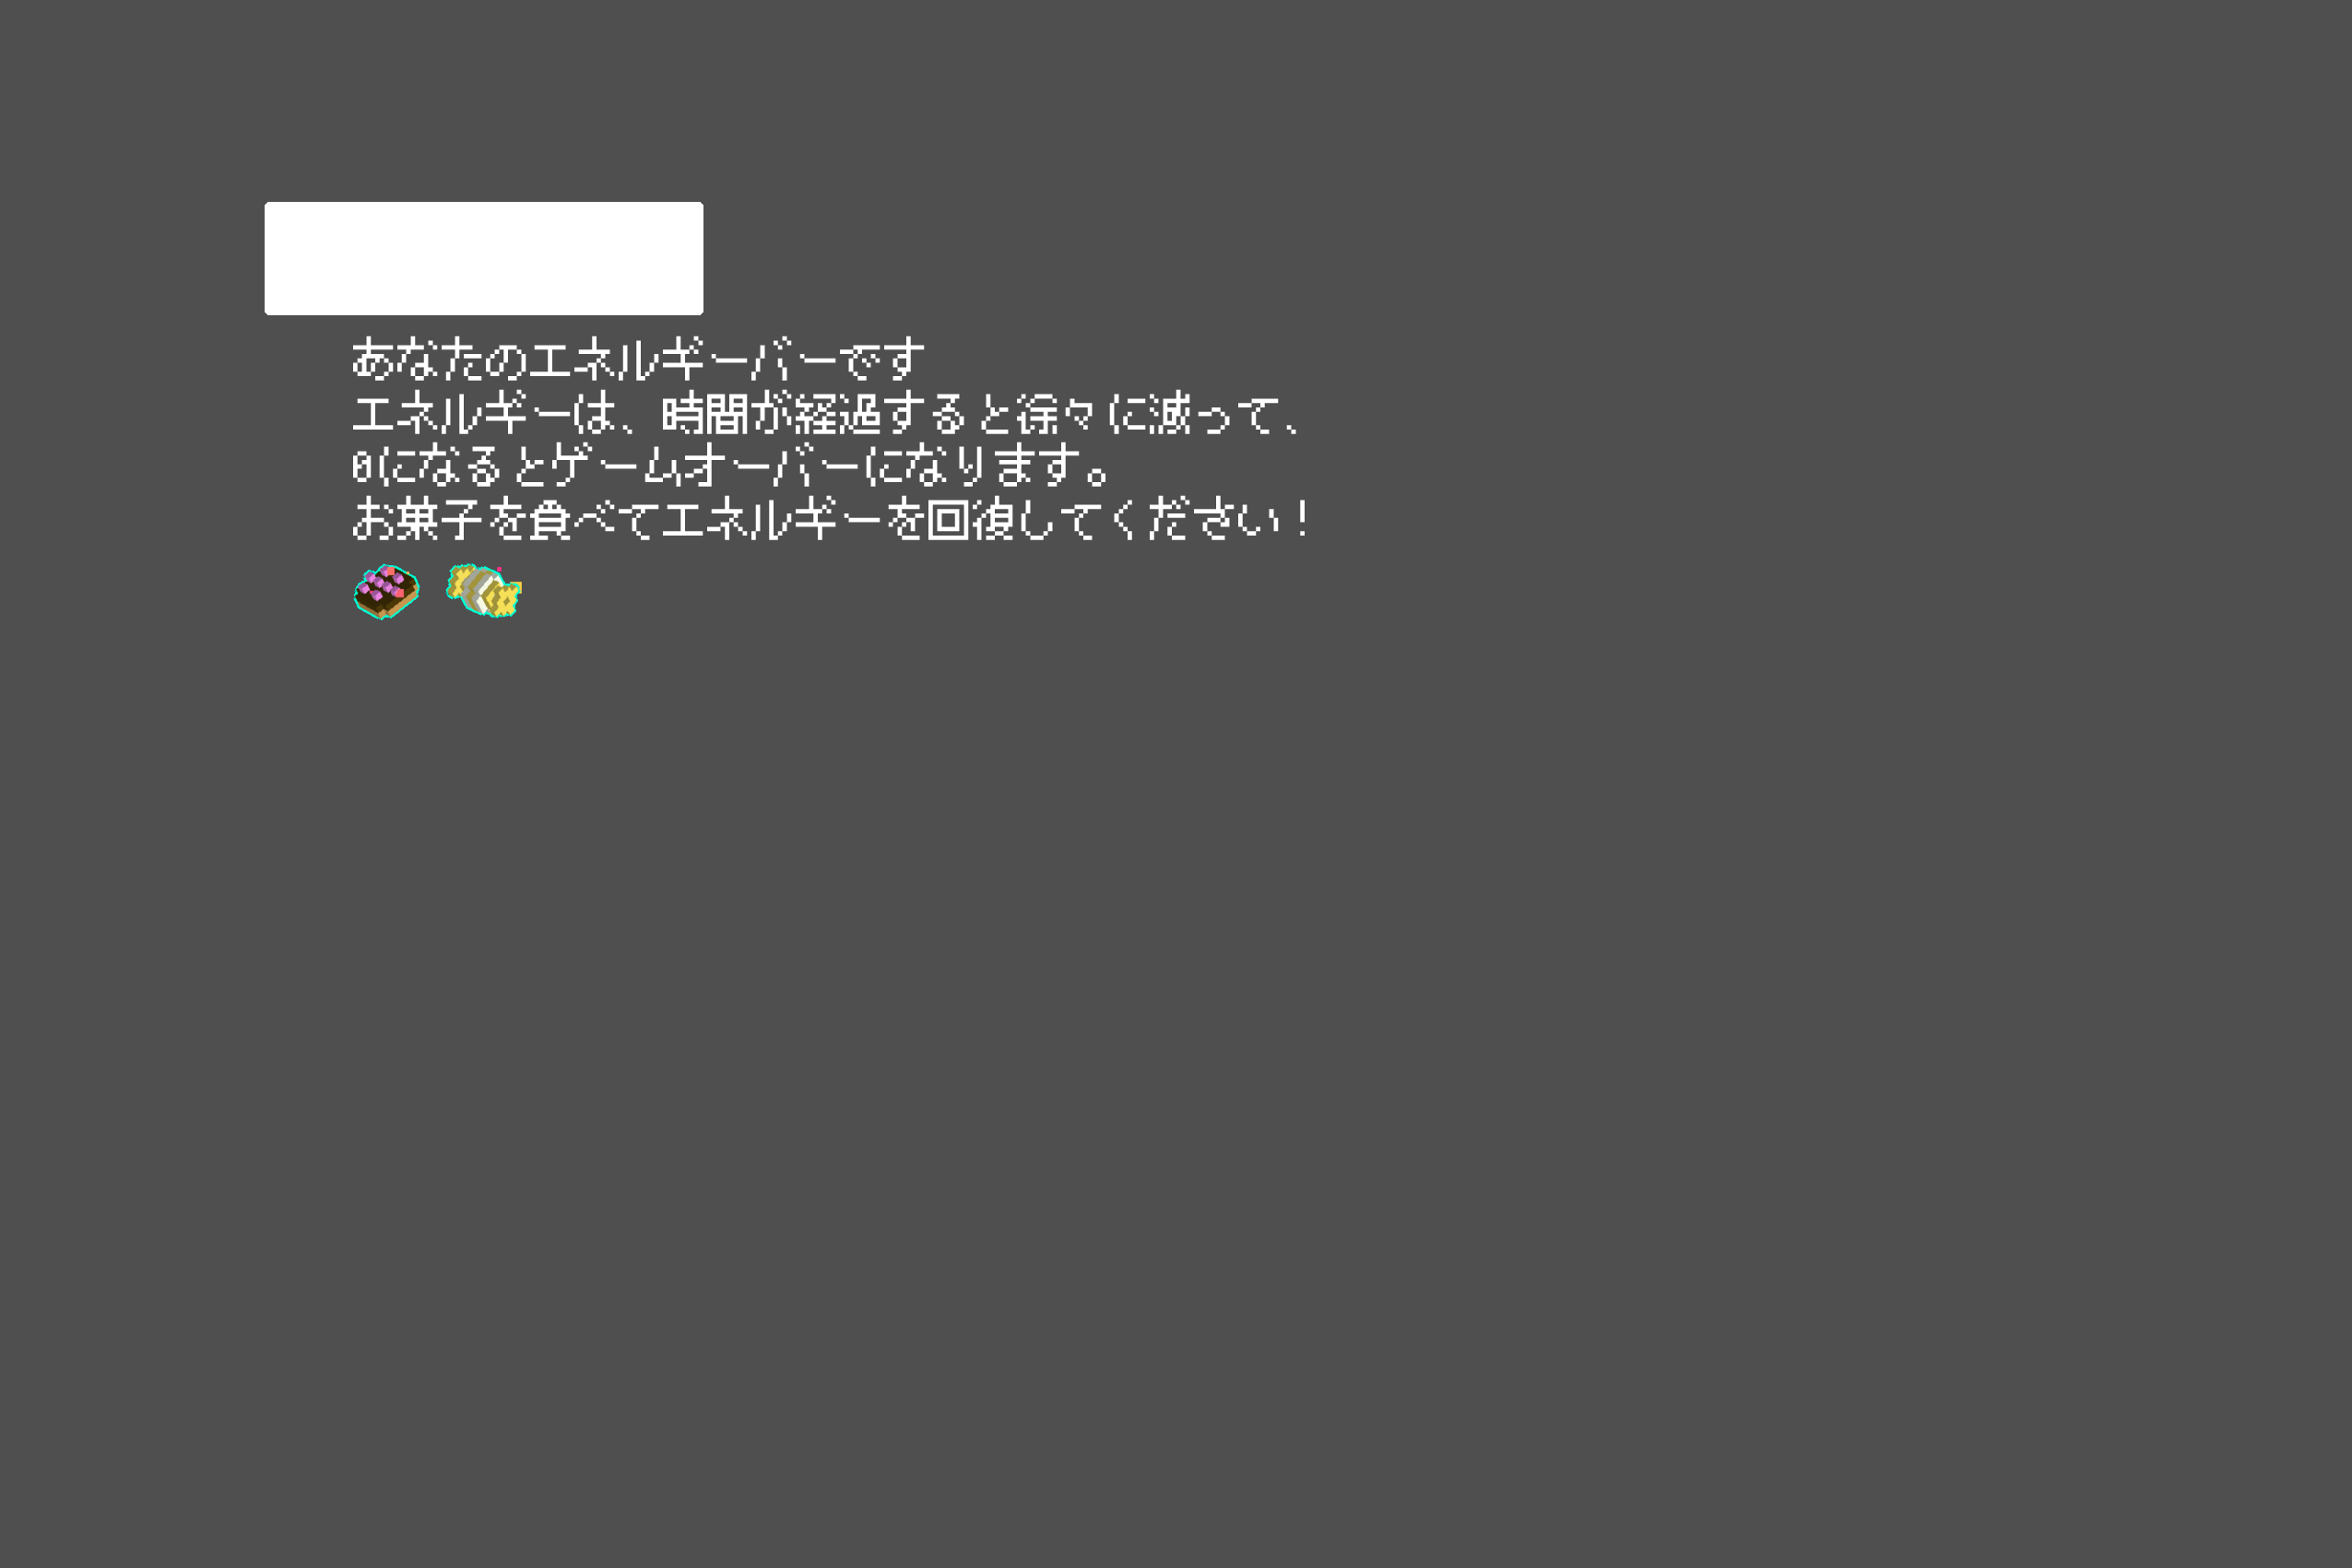 あなたのエネルギーバーです
エネルギーは、時間が経過すると徐々に減って、
0になるとゲームオーバーになります。
お菓子を食べてエネルギーを回復してください!